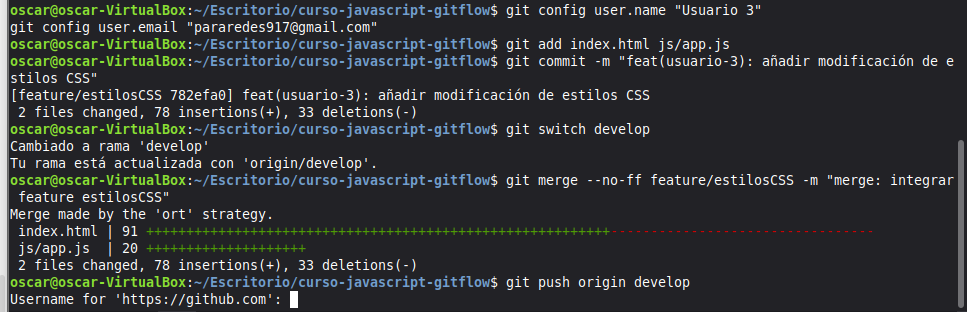 oscar@oscar-VirtualBox:~/Escritorio/curso-javascript-gitflow$ git config user.name "Usuario 3"
git config user.email "pararedes917@gmail.com"
oscar@oscar-VirtualBox:~/Escritorio/curso-javascript-gitflow$ git add index.html js/app.js
oscar@oscar-VirtualBox:~/Escritorio/curso-javascript-gitflow$ git commit -m "feat(usuario-3): añadir modificación de e
stilos CSS"
[feature/estilosCSS 782efa0] feat(usuario-3): añadir modificación de estilos CSS
 2 files changed, 78 insertions(+), 33 deletions(-)
oscar@oscar-VirtualBox:~/Escritorio/curso-javascript-gitflow$ git switch develop
Cambiado a rama 'develop'
Tu rama está actualizada con 'origin/develop'.
oscar@oscar-VirtualBox:~/Escritorio/curso-javascript-gitflow$ git merge --no-ff feature/estilosCSS -m "merge: integrar
 feature estilosCSS"
Merge made by the 'ort' strategy.
 index.html | 91 ++++++++++++++++++++++++++++++++++++++++++++++++++++++++++---------------------------------
 js/app.js  | 20 ++++++++++++++++++++
 2 files changed, 78 insertions(+), 33 deletions(-)
oscar@oscar-VirtualBox:~/Escritorio/curso-javascript-gitflow$ git push origin develop
Username for 'https://github.com':